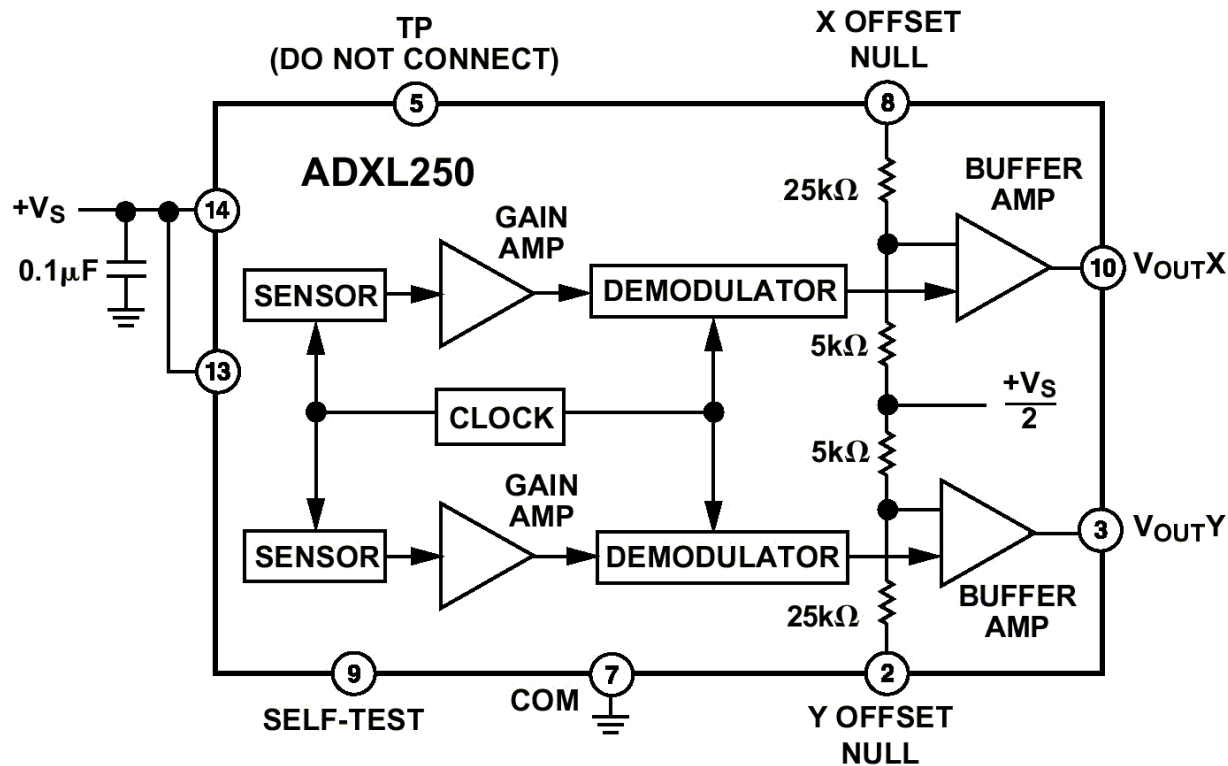 TP
(DO NOT CONNECT)
X OFFSET
NULL
5
8
ADXL250
+VS
14
0.1μF
13
GAIN
AMP
25kΩ
BUFFER
AMP
SENSOR
DEMODULATOR
10
VOUTX
5kΩ
CLOCK
+VS
2
5kΩ
GAIN
AMP
SENSOR
DEMODULATOR
3
VOUTY
25kΩ
BUFFER
AMP
9
SELF-TEST
COM
7
2
Y OFFSET
NULL